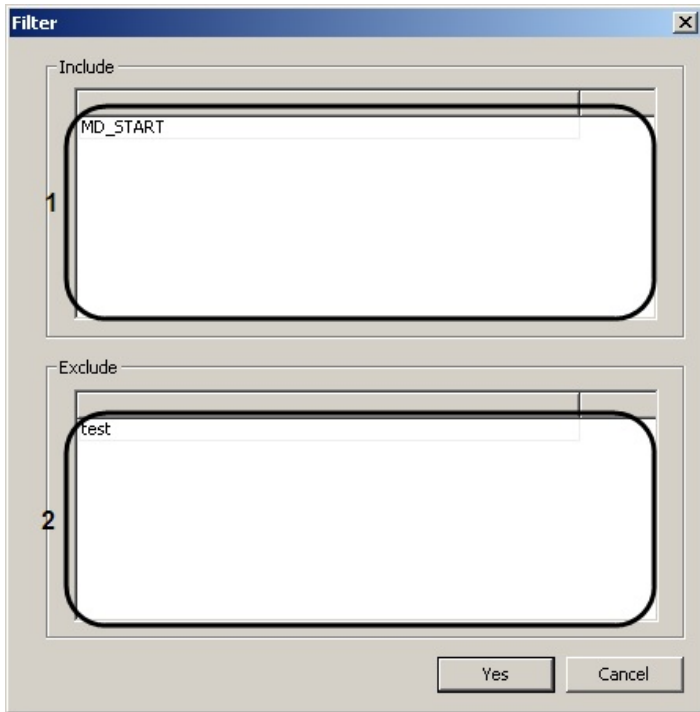 Filter
Include
MD_START
1
Exclude
test
2
Yes Cancel